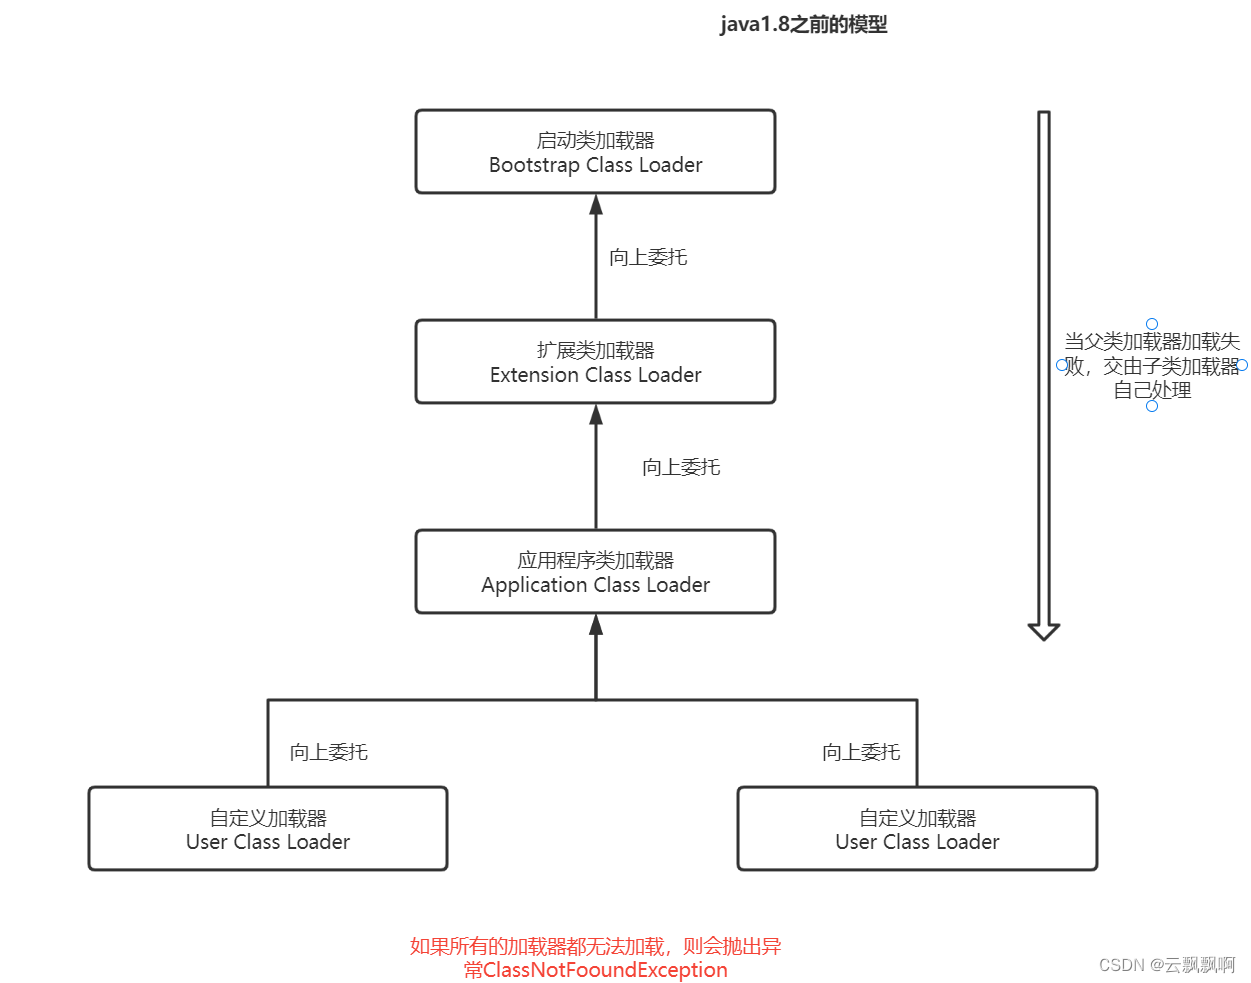 java1.8之前的模型
启动类加载器
Bootstrap Class Loader
向上委托
扩展类加载器
Extension Class Loader
当父类加载器加载失
败，交由子类加载器
自己处理
向上委托
应用程序类加载器
Application Class Loader
向上委托
向上委托
自定义加载器
User Class Loader
自定义加载器
User Class Loader
如果所有的加载器都无法加载，则会抛出异
常ClassNotFooundException
CSDN @云飘飘啊